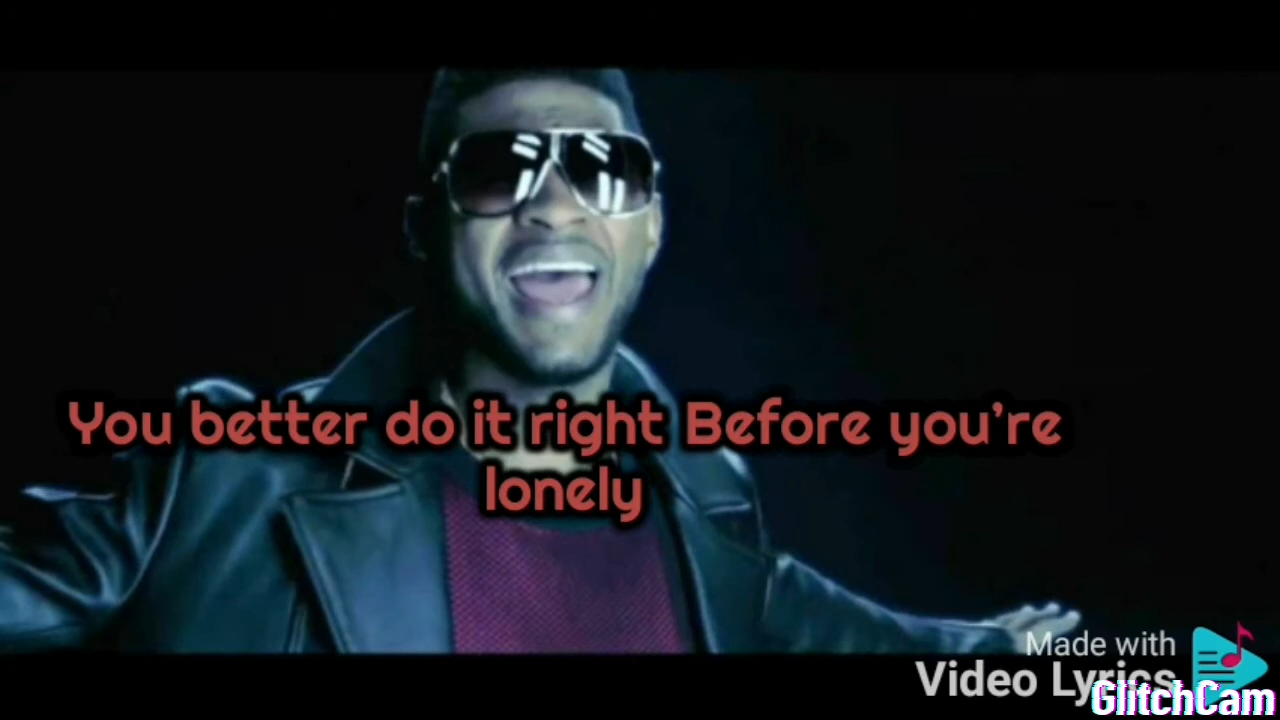 You better do it right Before you’re
lonely
Made with
Video Lyrics
GlitchCam